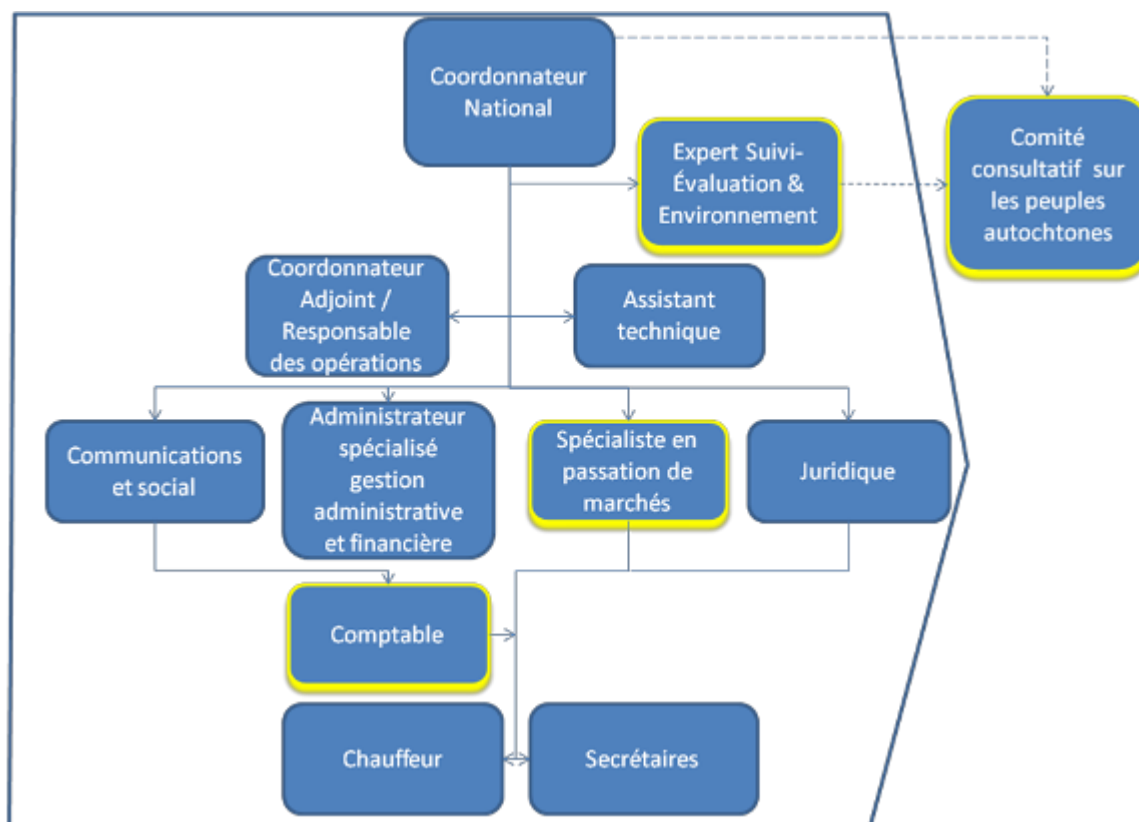 Coordonnateur
National
Expert Suivi-
Évaluation &
Environnement
Comité
consultatif sur
les peuples
autochtones
Coordonnateur
Adjoint /
Responsable
des opérations
Assistant
technique
Communications
et social
Administrateur
spécialisé
gestion
administrative
et financière
Spécialiste en
passation de
marchés
Juridique
Comptable
Chauffeur
Secrétaires